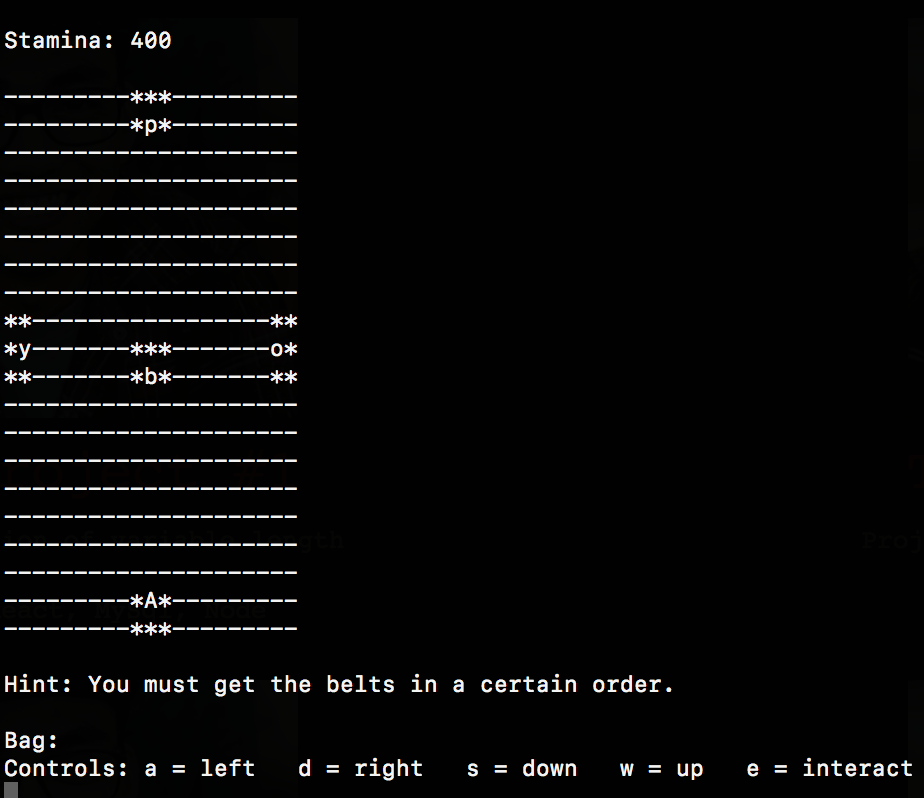 Stamina: 400
---------***---------
---------*p*---------
---------------------
---------------------
---------------------
---------------------
---------------------
---------------------
**-----------------**
*y-------***-------o*
**-------*b*-------**
---------------------
---------------------
---------------------
---------------------
---------------------
---------------------
---------------------
---------*A*---------
---------***---------
Hint: You must get the belts in a certain order.
Bag:
Controls: a = left   d = right   s = down   w = up   e = interact